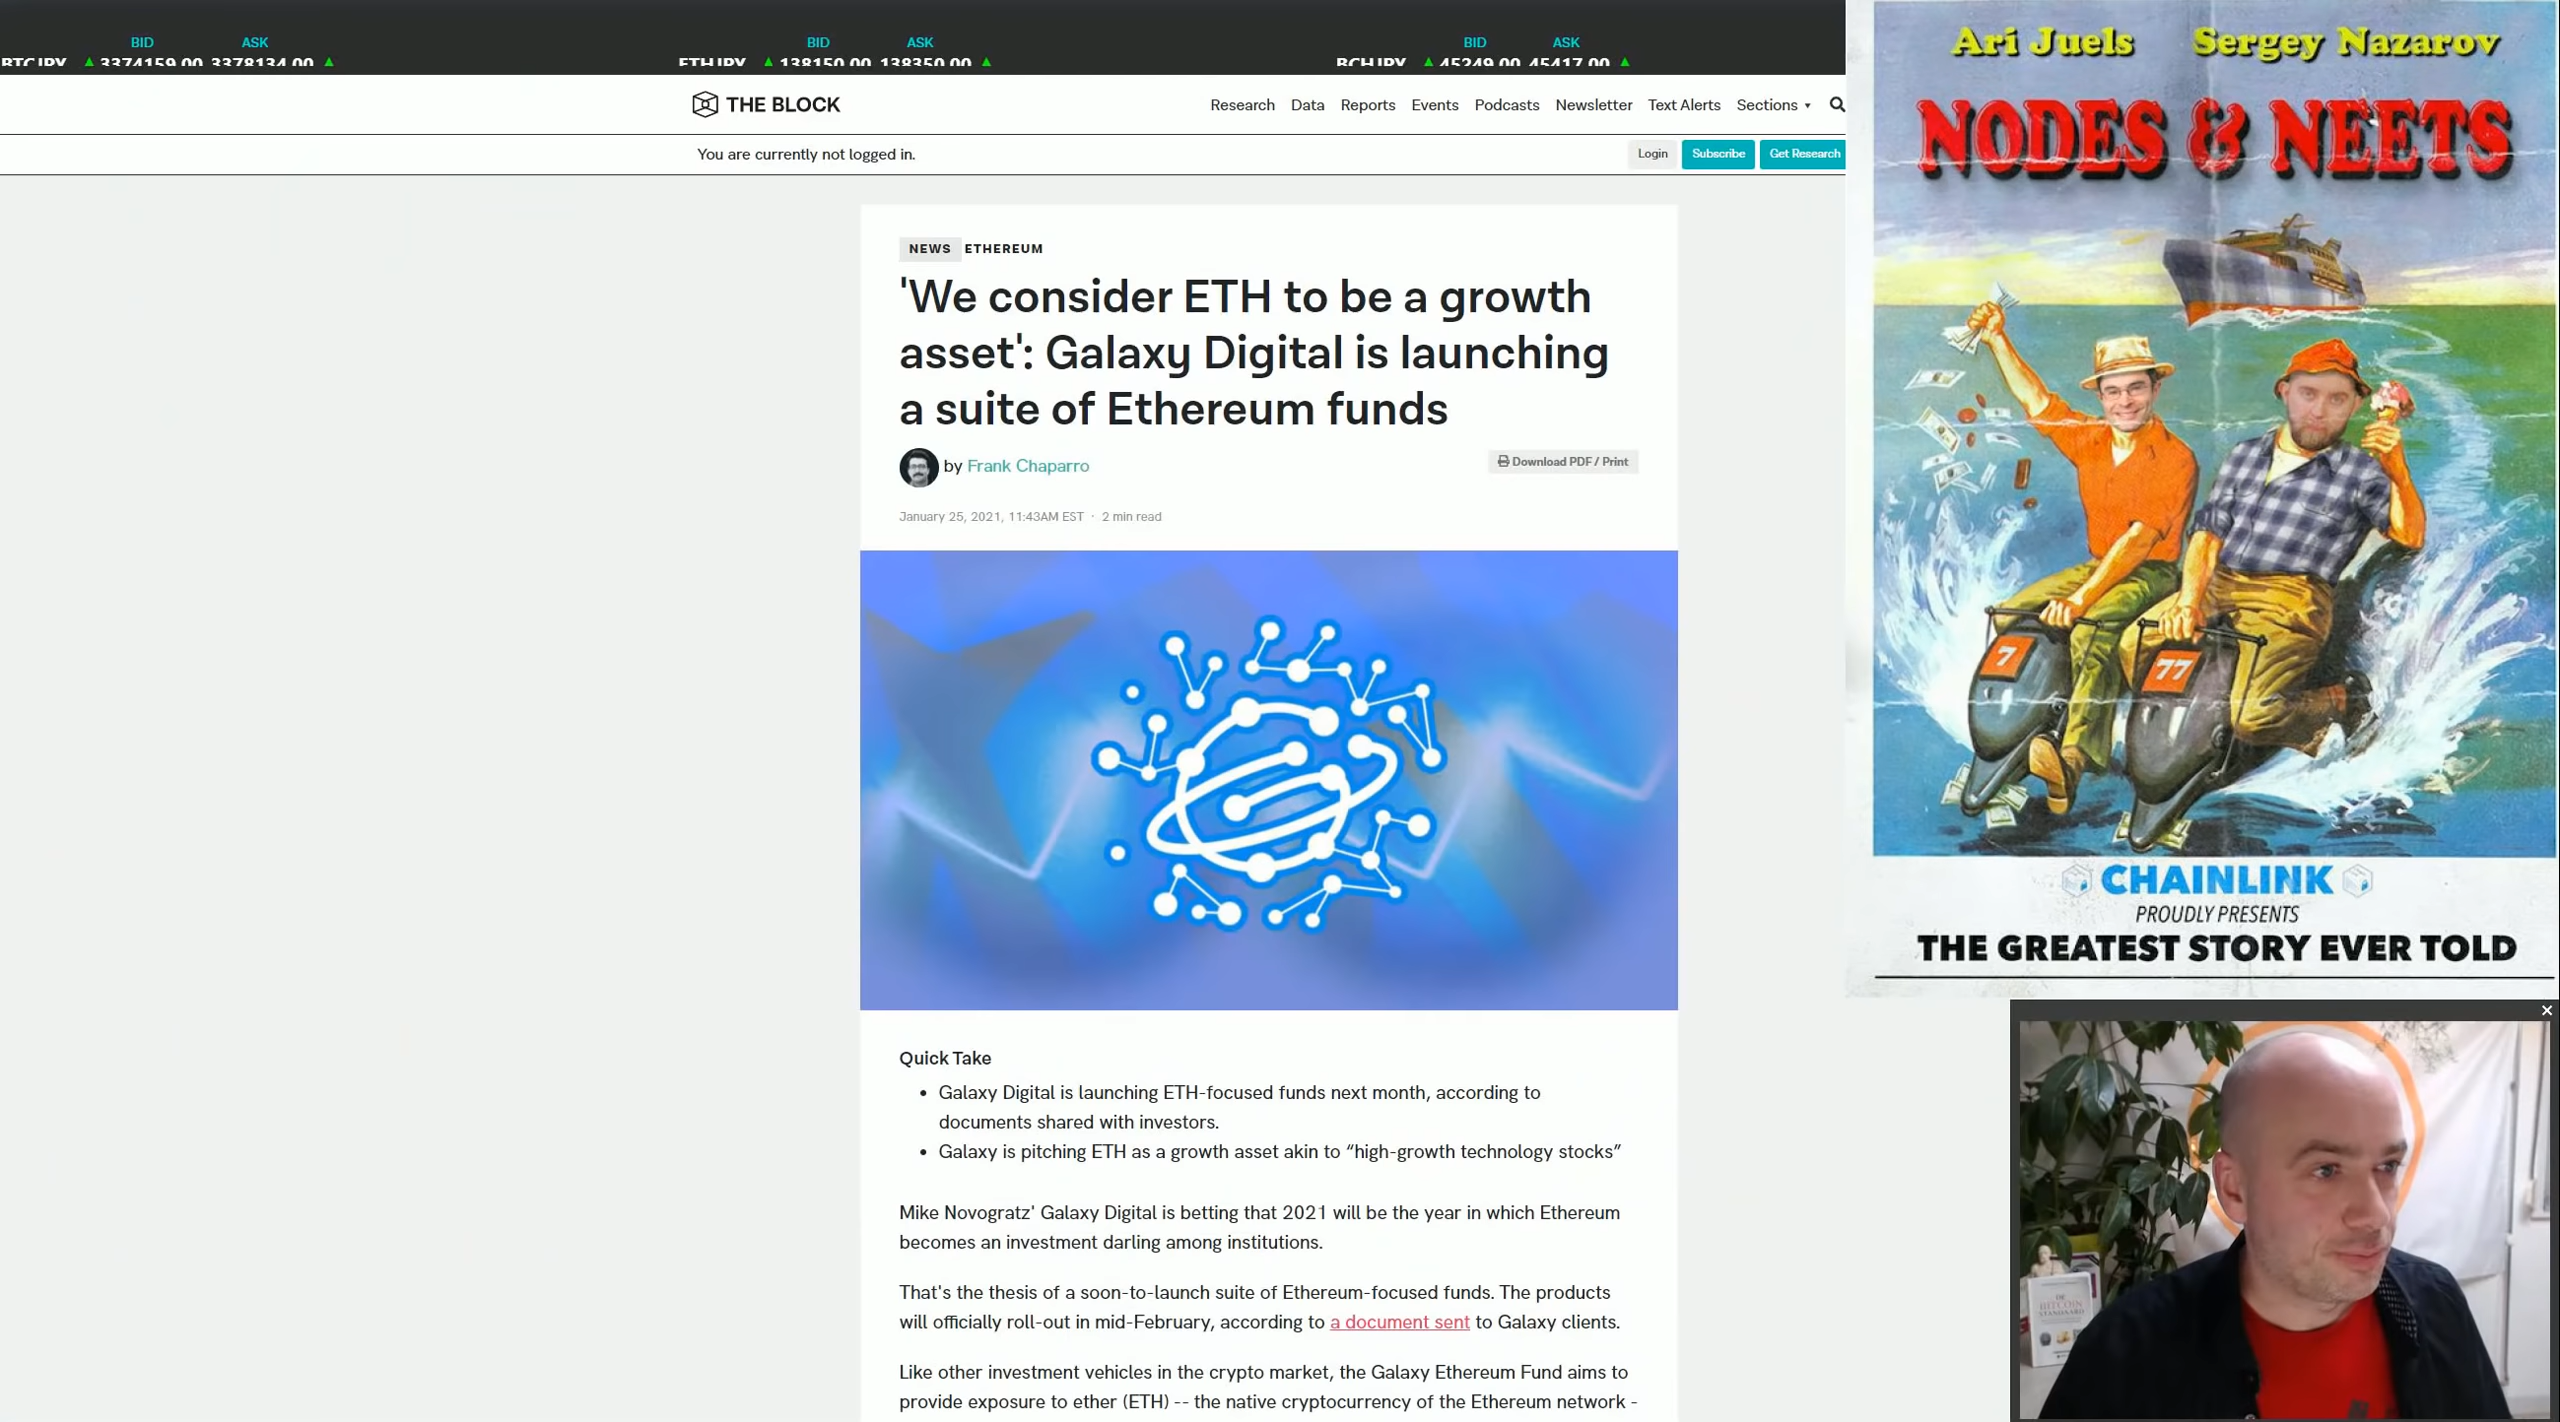 BID ASK BID ASK BID ASK
BTCJPY ▲ 3374159.00 3378134.00 ▲ ETHJPY ▲ 138150.00 138350.00 ▲ BCHJPY ▲ 45249.00 45417.00 ▲
THE BLOCK
Research Data Reports Events Podcasts Newsletter Text Alerts Sections
You are currently not logged in.
Login Subscribe Get Research
NEWS ETHEREUM
'We consider ETH to be a growth
asset': Galaxy Digital is launching
a suite of Ethereum funds
by Frank Chaparro
Download PDF / Print
January 25, 2021, 11:43AM EST · 2 min read
Quick Take
• Galaxy Digital is launching ETH-focused funds next month, according to
documents shared with investors.
• Galaxy is pitching ETH as a growth asset akin to “high-growth technology stocks”
Mike Novogratz' Galaxy Digital is betting that 2021 will be the year in which Ethereum
becomes an investment darling among institutions.
That's the thesis of a soon-to-launch suite of Ethereum-focused funds. The products
will officially roll-out in mid-February, according to a document sent to Galaxy clients.
Like other investment vehicles in the crypto market, the Galaxy Ethereum Fund aims to
provide exposure to ether (ETH) -- the native cryptocurrency of the Ethereum network -
Ari Juels Sergey Nazarov
NODES & NEETS
7
77
CHAINLINK
PROUDLY PRESENTS
THE GREATEST STORY EVER TOLD
DE
BITCOIN
STANDAARD